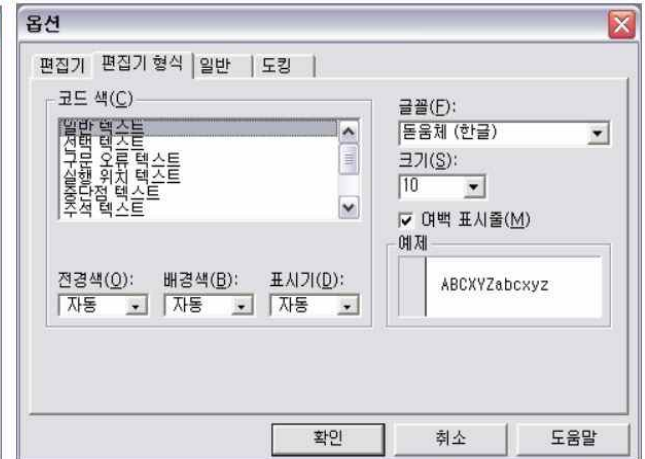 옵션
편집기 편집기 형식 일반 도킹
코드 색(C)
일반 텍스트
선택 텍스트
구문 오류 텍스트
실행 위치 텍스트
중단점 텍스트
주석 텍스트
전경색(O): 배경색(B): 표시기(D):
자동 자동 자동
글꼴(F):
돋움체 (한글)
크기(S):
10
여백 표시줄(M)
예제
ABCXYZabcxyz
확인 취소 도움말